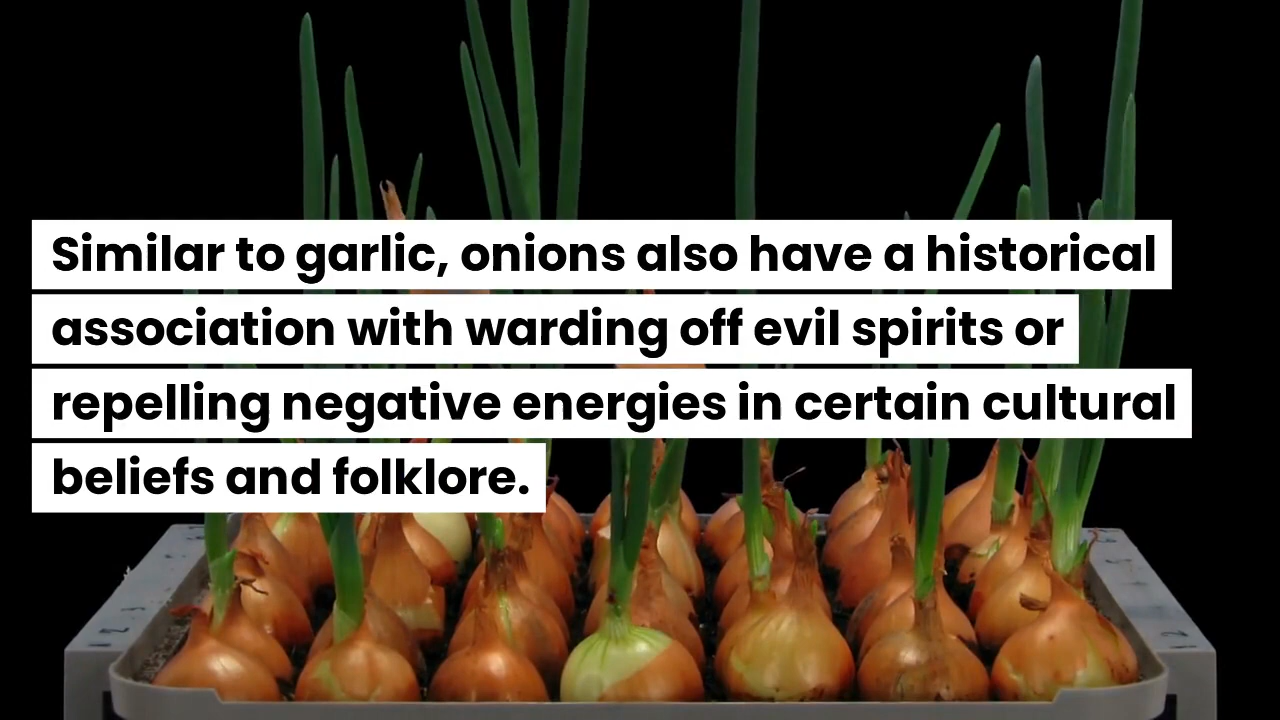 Similar to garlic, onions also have a historical
association with warding off evil spirits or
repelling negative energies in certain cultural
beliefs and folklore.